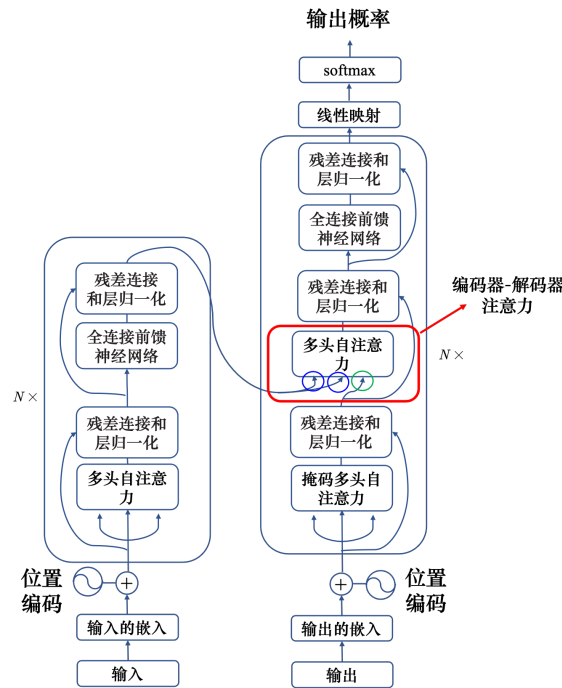 输出概率
softmax
线性映射
残差连接和
层归一化
全连接前馈
神经网络
残差连接和
层归一化
编码器-解码器
注意力
多头自注意
力
N×
残差连接和
层归一化
掩码多头自
注意力
位置
编码
+
输出的嵌入
输出
残差连接
和层归一化
全连接前馈
神经网络
N×
残差连接和
层归一化
多头自注意
力
位置
编码
+
输入的嵌入
输入